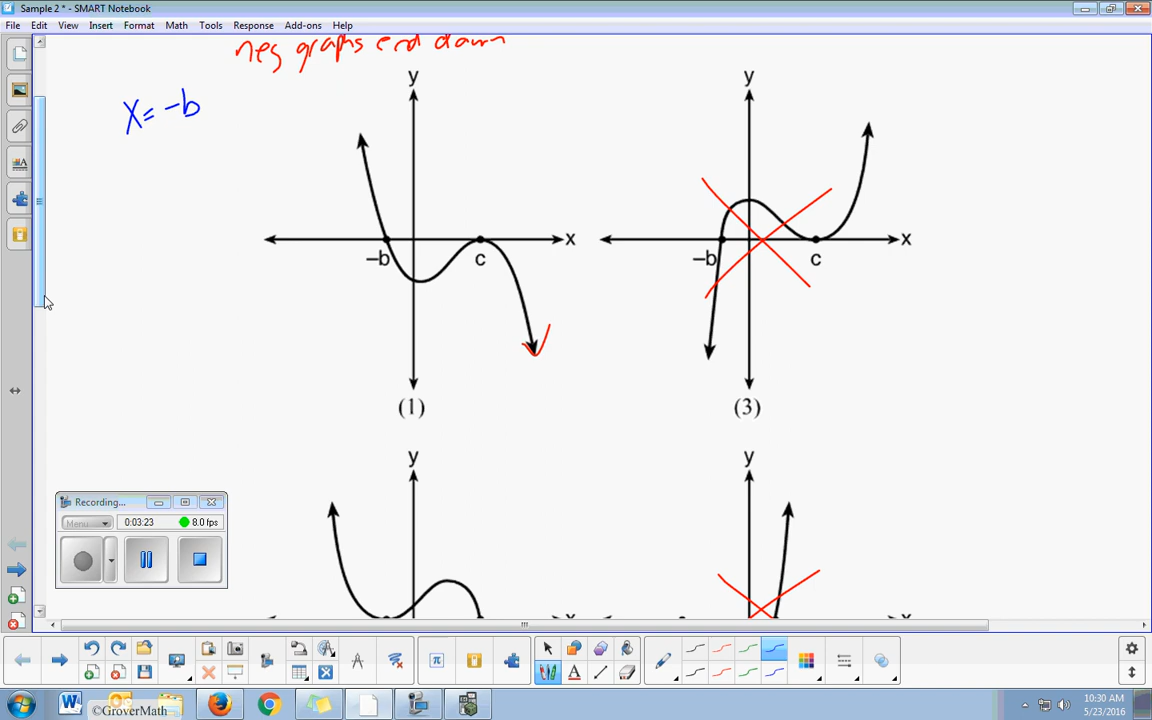 Sample 2 * - SMART Notebook
File Edit View Insert Format Math Tools Response Add-ons Help
neg graphs end down
x = -b
y
y
x
x
-b
c
-b
c
(1)
(3)
y
y
Recording...
Menu
0:03:23
8.0 fps
x
x
A
π
W
©GroverMath
10:30 AM
5/23/2016